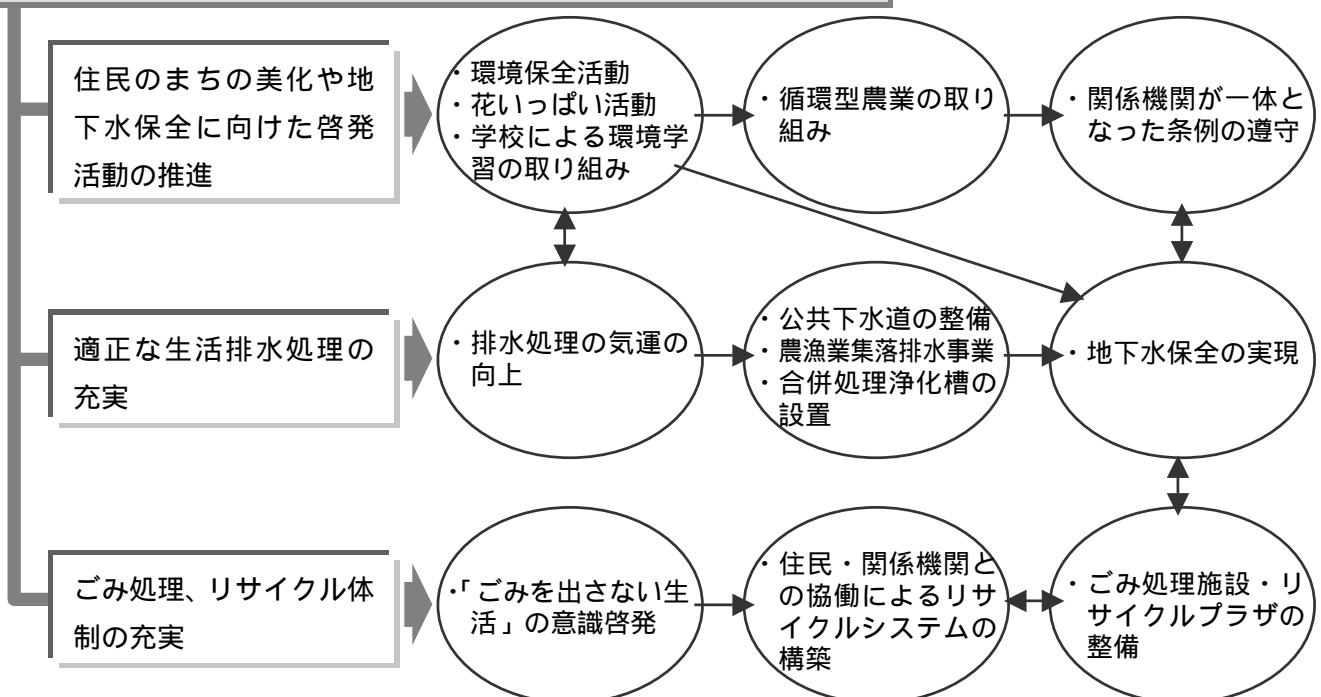 住民のまちの美化や地
下水保全に向けた啓発
活動の推進
・環境保全活動
・花いっぱい活動
・学校による環境学
習の取り組み
・循環型農業の取り
組み
・関係機関が一体と
なった条例の遵守
適正な生活排水処理の
充実
・排水処理の気運の
向上
・公共下水道の整備
・農漁業集落排水事業
・合併処理浄化槽の
設置
・地下水保全の実現
ごみ処理、リサイクル体
制の充実
・「ごみを出さない生
活」の意識啓発
・住民・関係機関と
の協働によるリサ
イクルシステムの
構築
・ごみ処理施設・リ
サイクルプラザの
整備